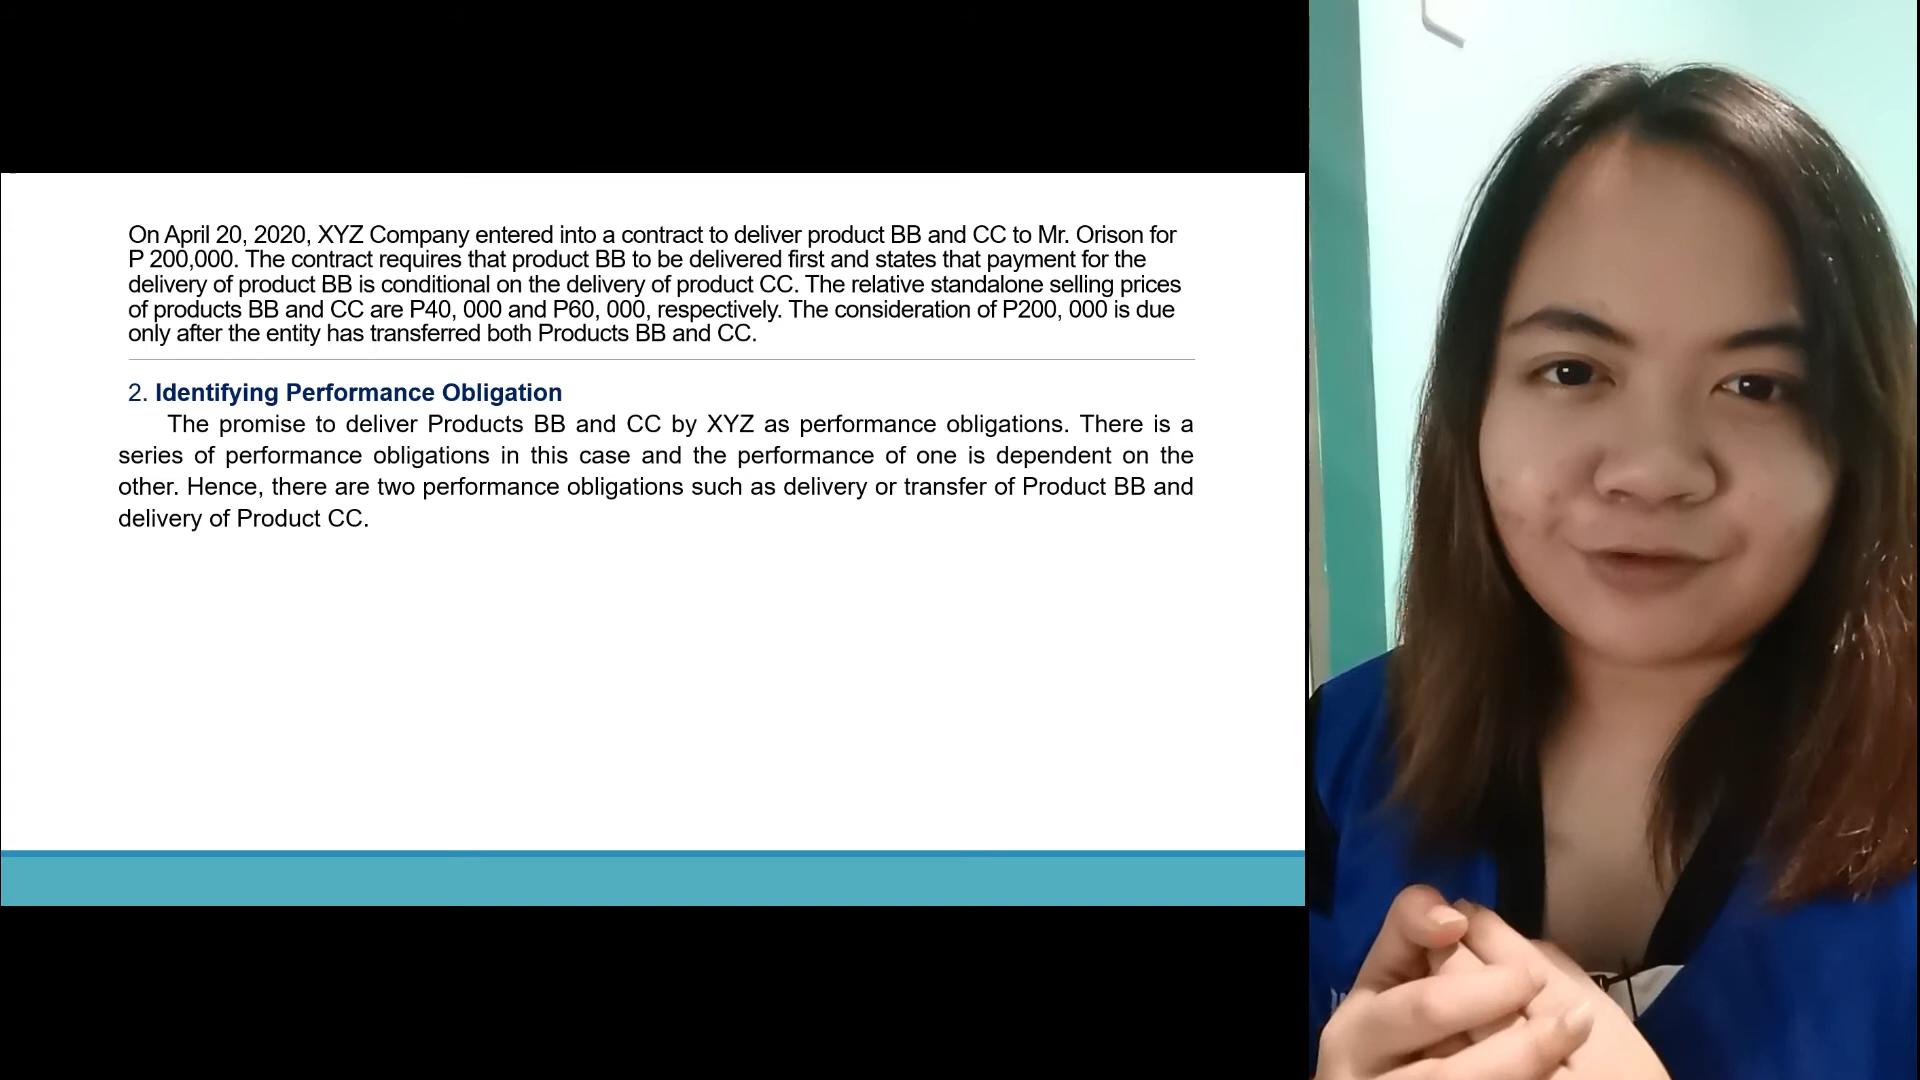 On April 20, 2020, XYZ Company entered into a contract to deliver product BB and CC to Mr. Orison for
P 200,000. The contract requires that product BB to be delivered first and states that payment for the
delivery of product BB is conditional on the delivery of product CC. The relative standalone selling prices
of products BB and CC are P40, 000 and P60, 000, respectively. The consideration of P200, 000 is due
only after the entity has transferred both Products BB and CC.
2. Identifying Performance Obligation
The promise to deliver Products BB and CC by XYZ as performance obligations. There is a
series of performance obligations in this case and the performance of one is dependent on the
other. Hence, there are two performance obligations such as delivery or transfer of Product BB and
delivery of Product CC.